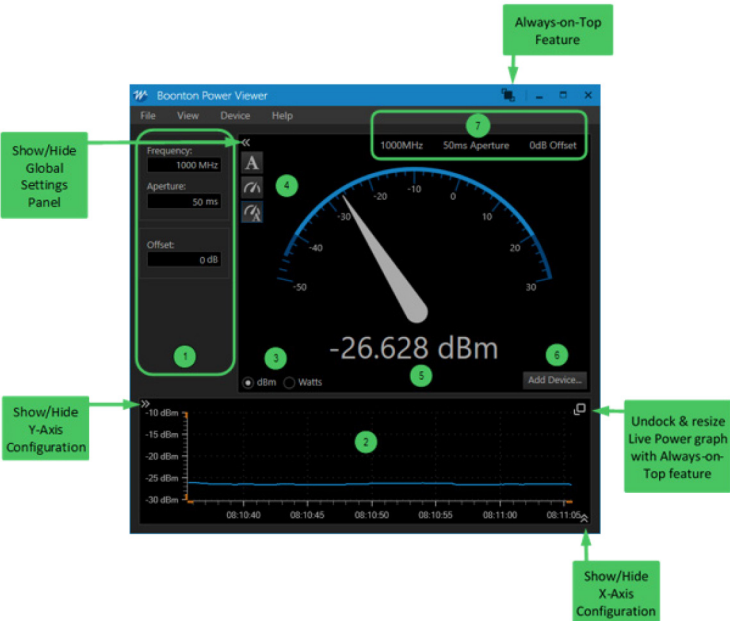 Always-on-Top
Feature
Boonton Power Viewer
File View Device Help
Show/Hide
Global
Settings
Panel
Frequency:
1000 MHz
Aperture:
50 ms
Offset:
0 dB
1
A
A
4
7
1000MHz 50ms Aperture 0dB Offset
-50
-40
-30
-20
-10
0
10
20
30
-26.628 dBm
3
dBm Watts
5
6
Add Device...
Show/Hide
Y-Axis
Configuration
-10 dBm
-15 dBm
-20 dBm
-25 dBm
-30 dBm
2
08:10:40 08:10:45 08:10:50 08:10:55 08:11:00 08:11:05
Undock & resize
Live Power graph
with Always-on-
Top feature
Show/Hide
X-Axis
Configuration